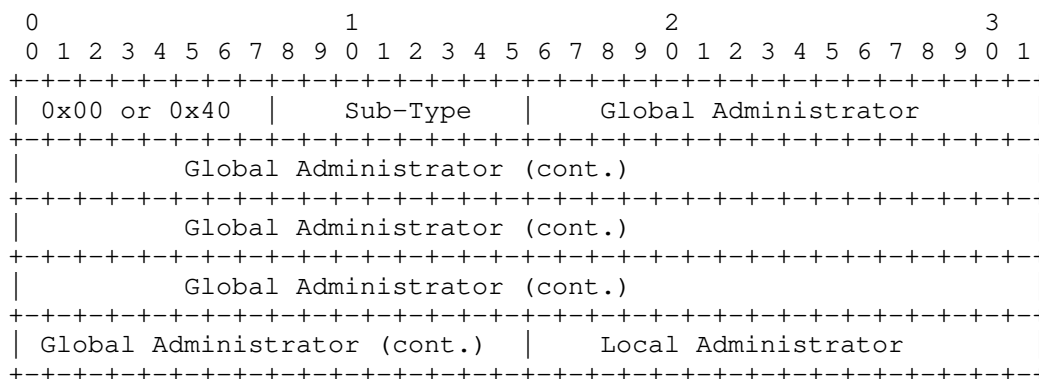 0                   1                   2                   3
0 1 2 3 4 5 6 7 8 9 0 1 2 3 4 5 6 7 8 9 0 1 2 3 4 5 6 7 8 9 0 1
+-+-+-+-+-+-+-+-+-+-+-+-+-+-+-+-+-+-+-+-+-+-+-+-+-+-+-+-+-+-+-+--
| 0x00 or 0x40 | Sub-Type | Global Administrator
+-+-+-+-+-+-+-+-+-+-+-+-+-+-+-+-+-+-+-+-+-+-+-+-+-+-+-+-+-+-+-+--
| Global Administrator (cont.)
+-+-+-+-+-+-+-+-+-+-+-+-+-+-+-+-+-+-+-+-+-+-+-+-+-+-+-+-+-+-+-+--
| Global Administrator (cont.)
+-+-+-+-+-+-+-+-+-+-+-+-+-+-+-+-+-+-+-+-+-+-+-+-+-+-+-+-+-+-+-+--
| Global Administrator (cont.)
+-+-+-+-+-+-+-+-+-+-+-+-+-+-+-+-+-+-+-+-+-+-+-+-+-+-+-+-+-+-+-+--
| Global Administrator (cont.) | Local Administrator
+-+-+-+-+-+-+-+-+-+-+-+-+-+-+-+-+-+-+-+-+-+-+-+-+-+-+-+-+-+-+-+--